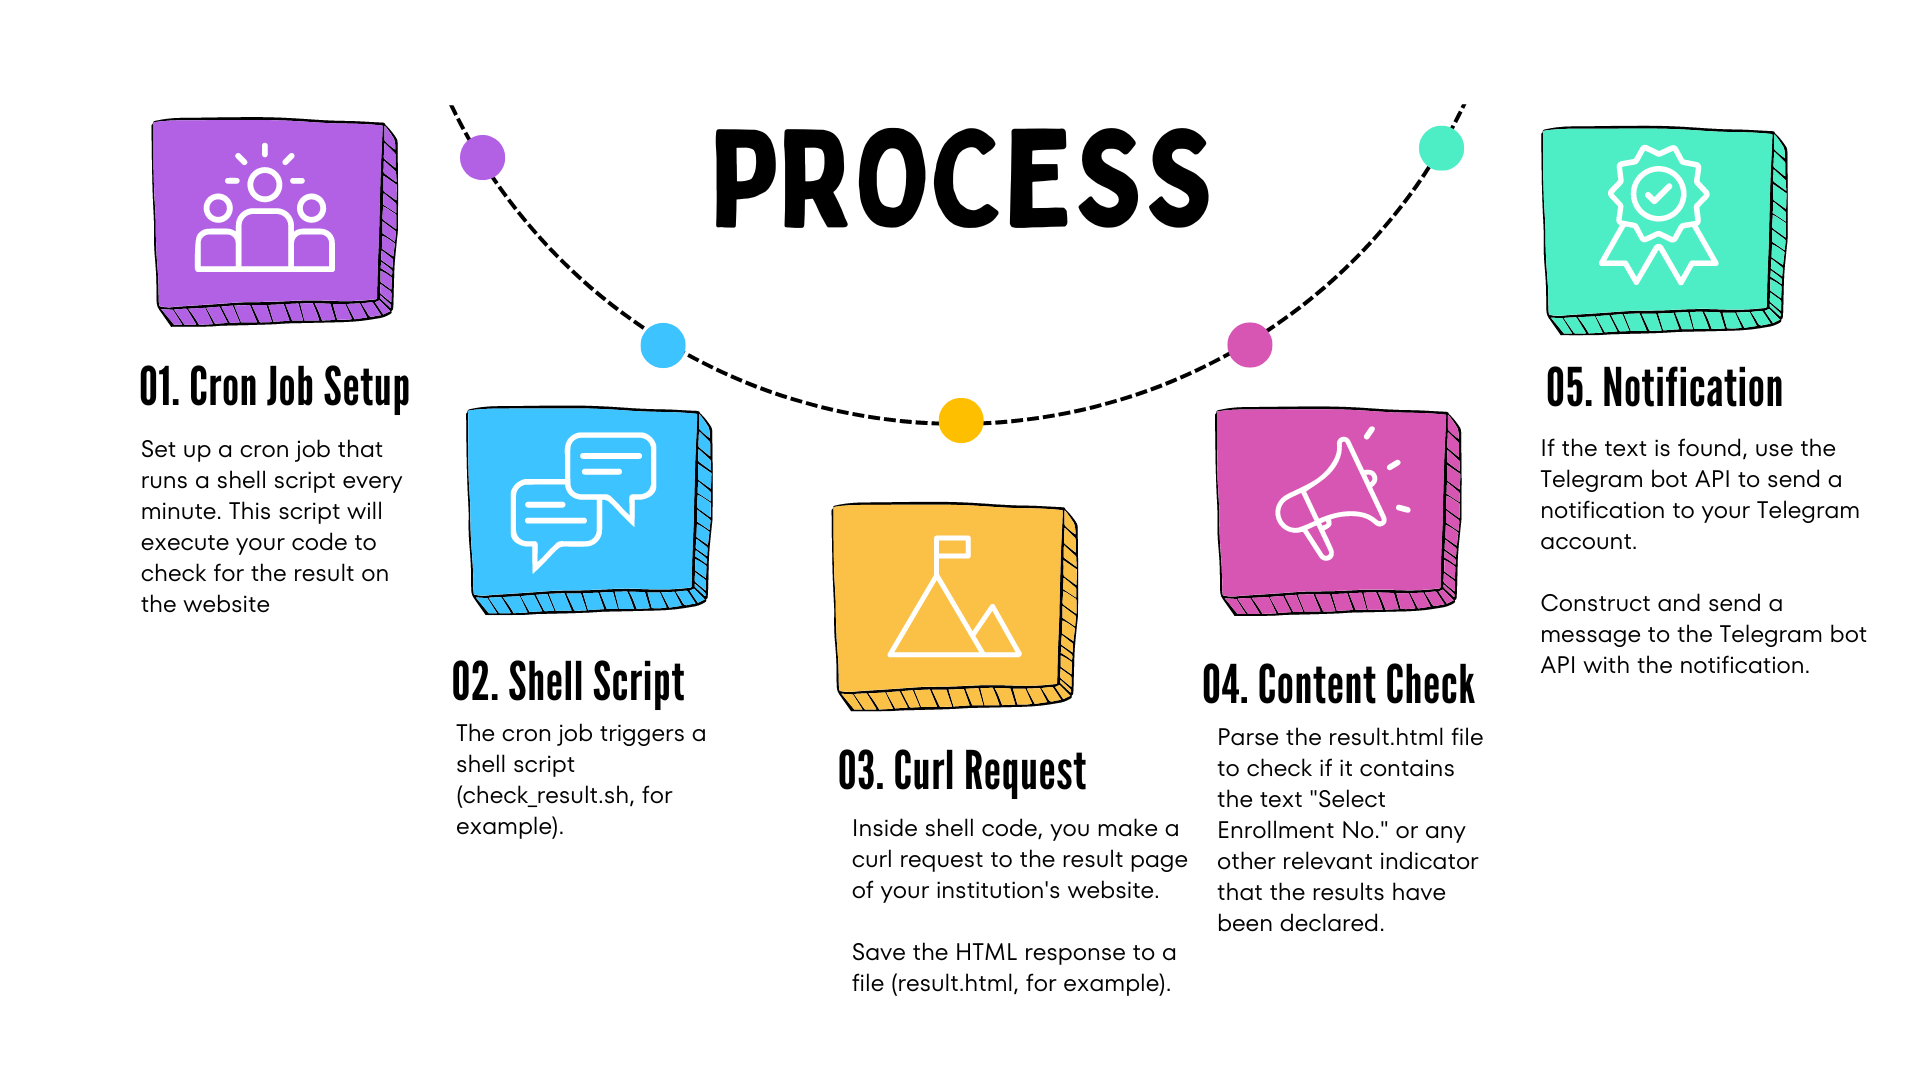 PROCESS
01. Cron Job Setup
Set up a cron job that
runs a shell script every
minute. This script will
execute your code to
check for the result on
the website
02. Shell Script
The cron job triggers a
shell script
(check_result.sh, for
example).
03. Curl Request
Inside shell code, you make a
curl request to the result page
of your institution's website.
Save the HTML response to a
file (result.html, for example).
04. Content Check
Parse the result.html file
to check if it contains
the text "Select
Enrollment No." or any
other relevant indicator
that the results have
been declared.
05. Notification
If the text is found, use the
Telegram bot API to send a
notification to your Telegram
account.
Construct and send a
message to the Telegram bot
API with the notification.